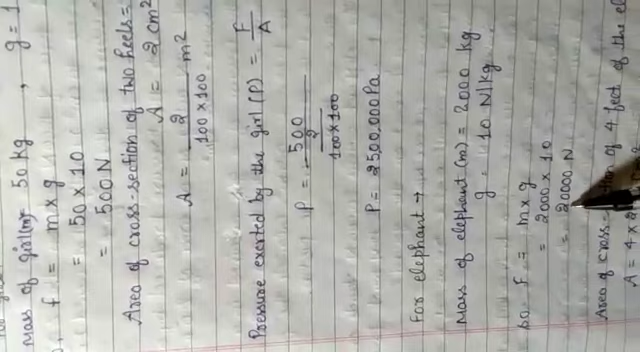 Mass of girl(m) 50 kg , g = 1
f = m x g
= 50 x 10
= 500 N
Area of cross-section of two heels =
A = 2 cm²
A = 2 / 100 x 100 m²
Pressure exerted by the girl (P) = F / A
P = 500 / 2 / 100 x 100
P = 2500,000 Pa
For elephant →
Mass of elephant (m) = 2000 kg
g = 10 N/kg
so F = m x g
= 2000 x 10
= 20000 N
Area of cross- of 4 feet of the el
A = 4 x